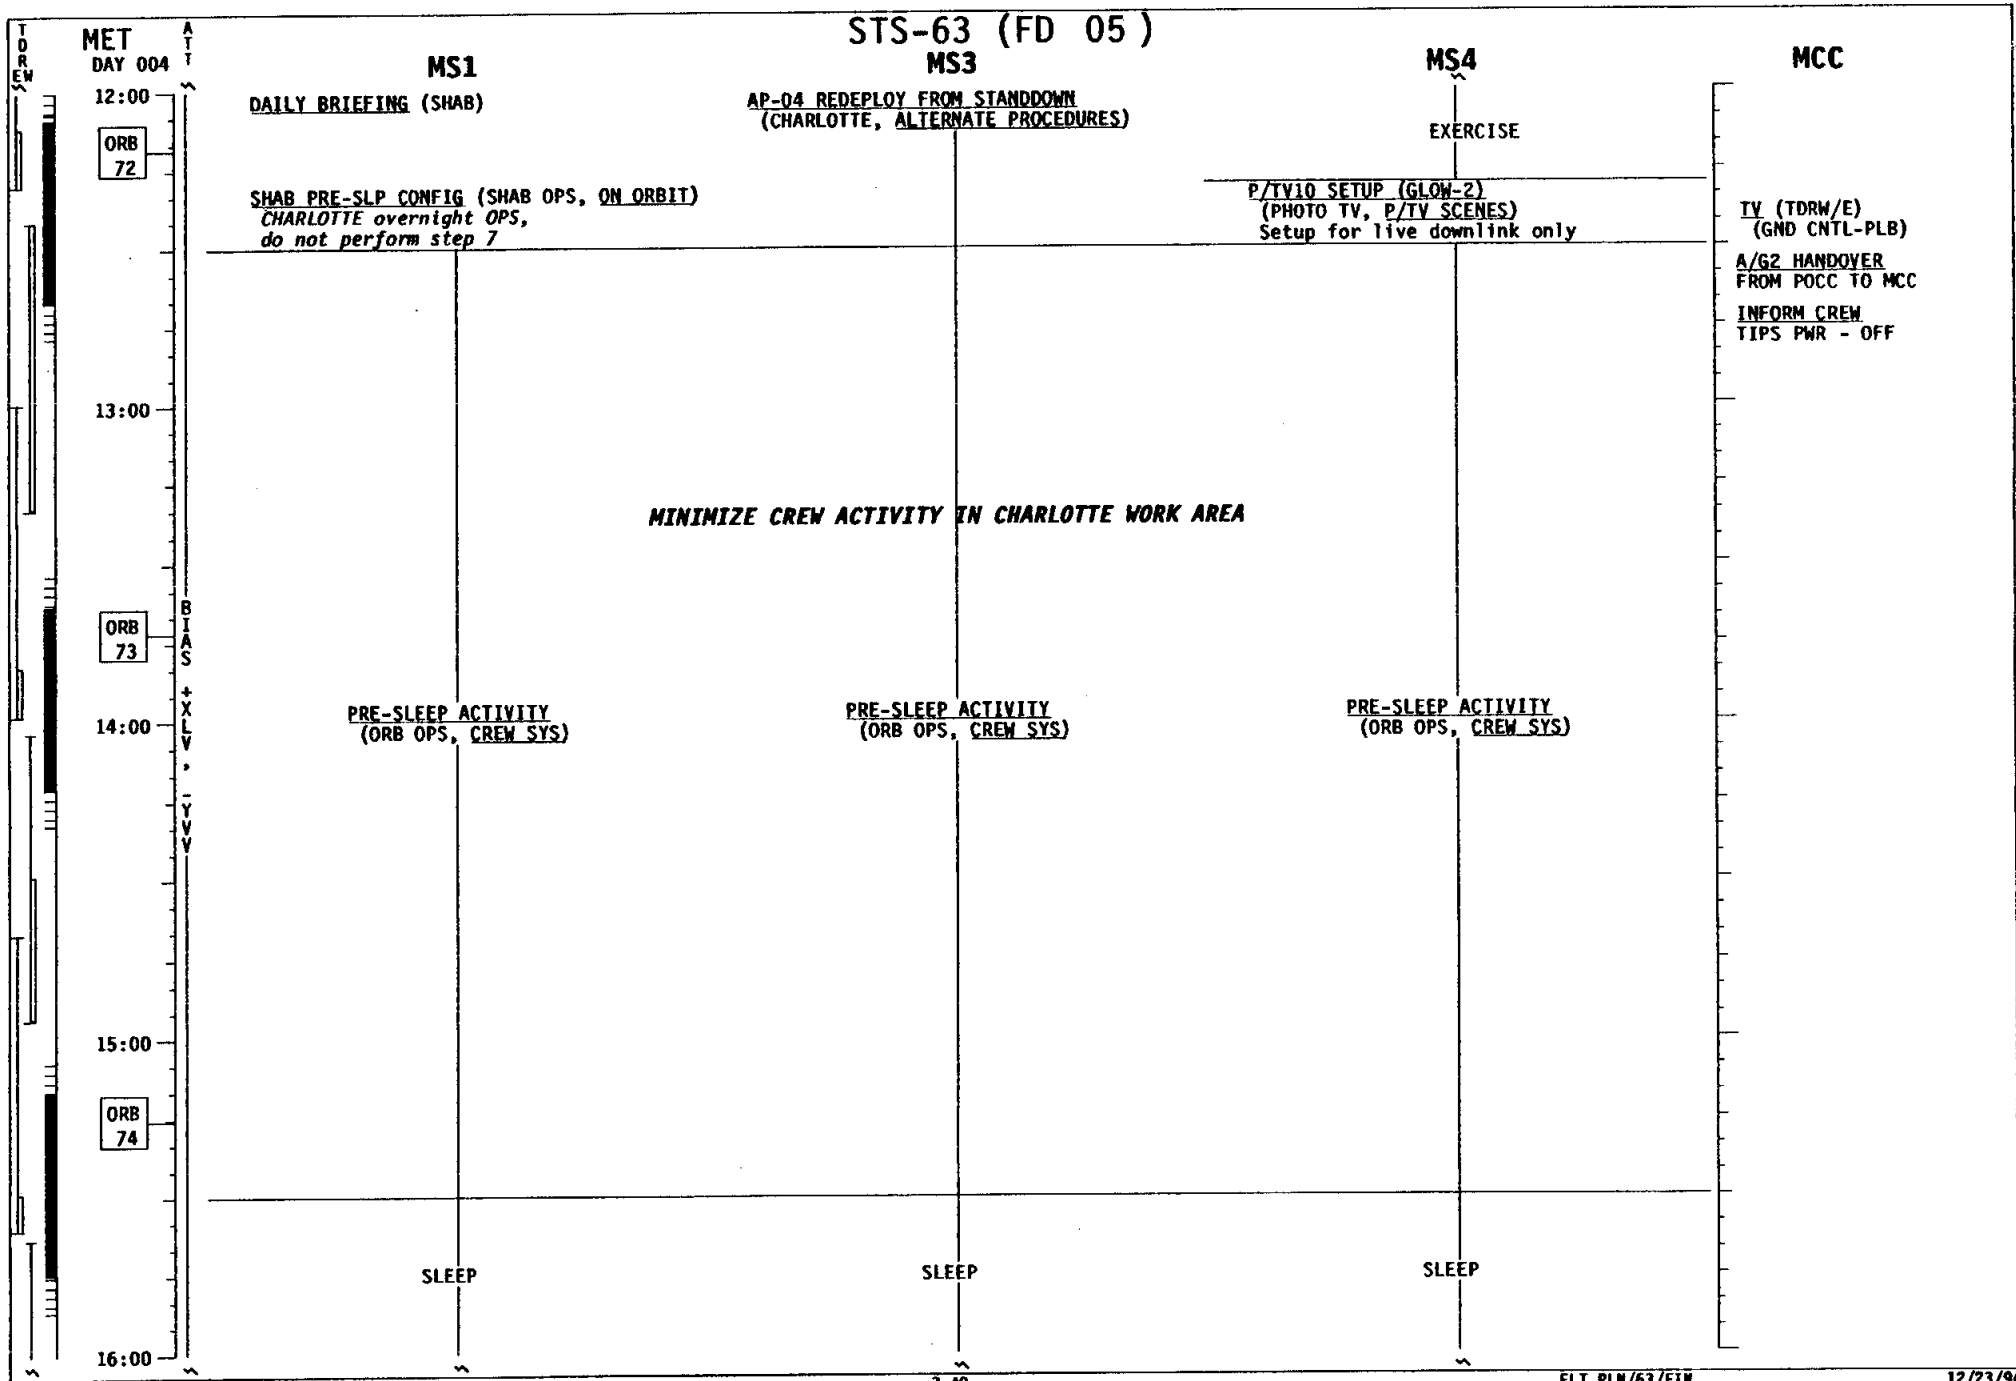 STS-63 (FD 05)
TDREW
MET
DAY 004
ATT
MS1
MS3
MS4
MCC
12:00
DAILY BRIEFING (SHAB)
AP-04 REDEPLOY FROM STANDDOWN
(CHARLOTTE, ALTERNATE PROCEDURES)
EXERCISE
ORB
72
SHAB PRE-SLP CONFIG (SHAB OPS, ON ORBIT)
CHARLOTTE overnight OPS,
do not perform step 7
P/TV10 SETUP (GLOW-2)
(PHOTO TV, P/TV SCENES)
Setup for live downlink only
TV (TDRW/E)
(GND CNTL-PLB)
A/G2 HANDOVER
FROM POCC TO MCC
INFORM CREW
TIPS PWR - OFF
13:00
MINIMIZE CREW ACTIVITY IN CHARLOTTE WORK AREA
ORB
73
BIAS +XLV, -YVV
14:00
PRE-SLEEP ACTIVITY
(ORB OPS, CREW SYS)
PRE-SLEEP ACTIVITY
(ORB OPS, CREW SYS)
PRE-SLEEP ACTIVITY
(ORB OPS, CREW SYS)
15:00
ORB
74
SLEEP
SLEEP
SLEEP
16:00
FLT PLN/63/FIN